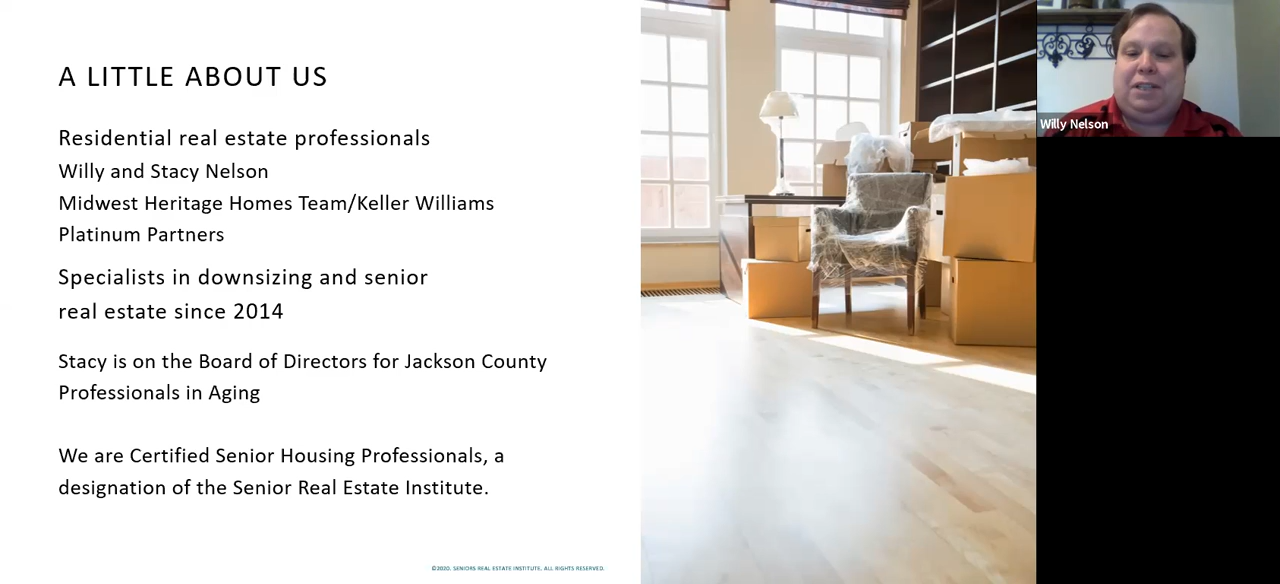 A LITTLE ABOUT US
Residential real estate professionals
Willy and Stacy Nelson
Midwest Heritage Homes Team/Keller Williams
Platinum Partners
Specialists in downsizing and senior
real estate since 2014
Stacy is on the Board of Directors for Jackson County
Professionals in Aging
We are Certified Senior Housing Professionals, a
designation of the Senior Real Estate Institute.
©2020. SENIORS REAL ESTATE INSTITUTE. ALL RIGHTS RESERVED.
Willy Nelson